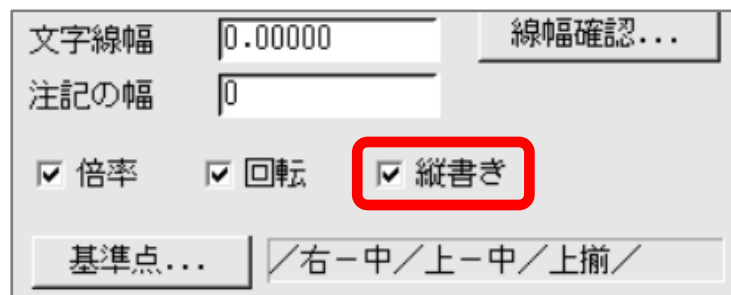 文字線幅 0.00000 線幅確認...
注記の幅 0
倍率 回転 縦書き
基準点... ／右－中／上－中／上揃／